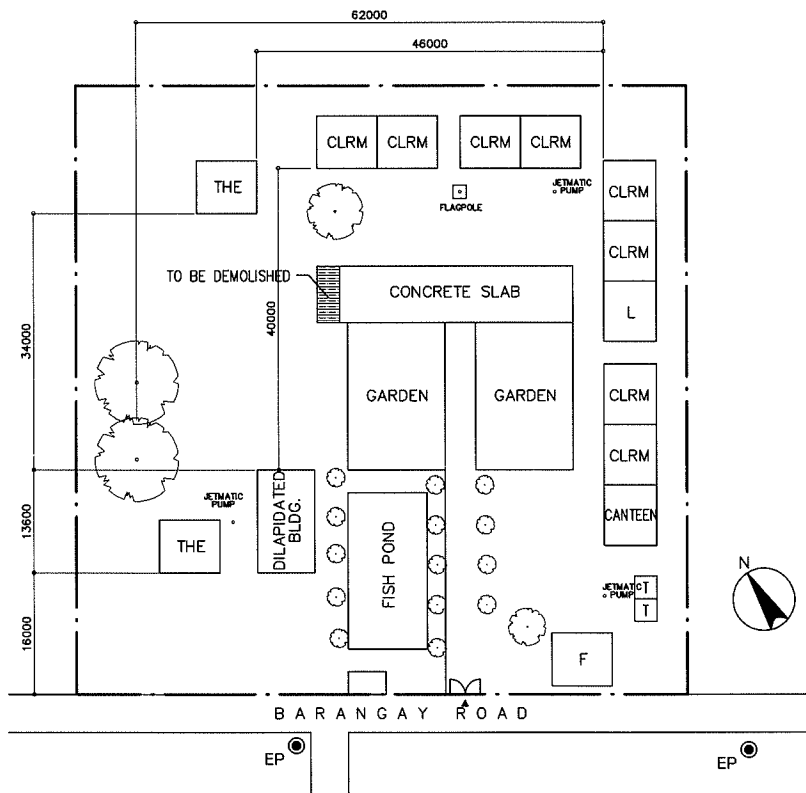 62000
46000
CLRM
CLRM
CLRM
CLRM
THE
FLAGPOLE
JETMATIC
PUMP
CLRM
CLRM
L
TO BE DEMOLISHED
CONCRETE SLAB
40000
34000
GARDEN
GARDEN
CLRM
CLRM
CANTEEN
JETMATIC
PUMP
THE
DILAPIDATED
BLDG.
FISH POND
13600
16000
JETMATIC
PUMP
T
T
F
N
BARANGAY ROAD
EP
EP